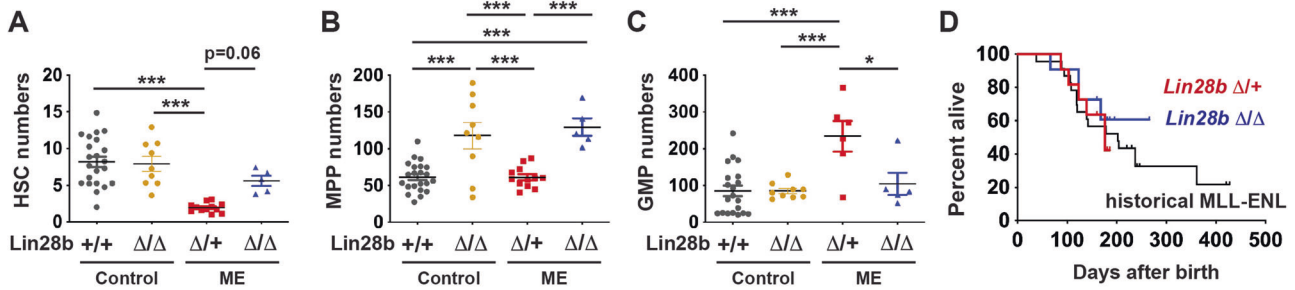 A
HSC numbers
20
15
10
5
0
***
***
p=0.06
Lin28b +/+ Δ/Δ Δ/+ Δ/Δ
Control ME
B
MPP numbers
200
150
100
50
0
*** ***
***
*** ***
Lin28b +/+ Δ/Δ Δ/+ Δ/Δ
Control ME
C
GMP numbers
400
300
200
100
0
***
***
*
Lin28b +/+ Δ/Δ Δ/+ Δ/Δ
Control ME
D
Percent alive
100
80
60
40
20
0
Lin28b Δ/+
Lin28b Δ/Δ
historical MLL-ENL
0 100 200 300 400 500
Days after birth